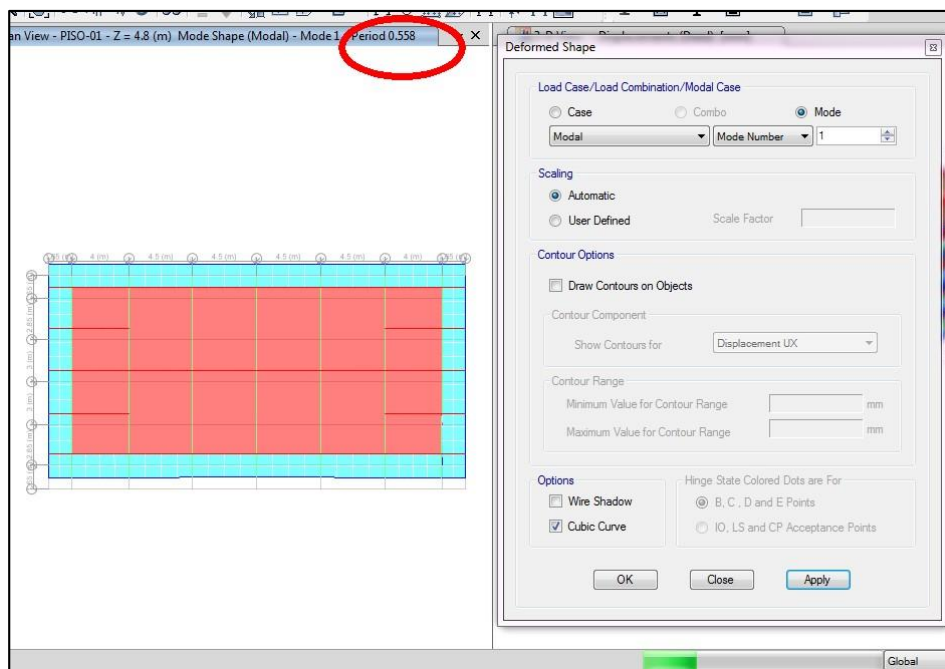 an View - PISO-01 - Z = 4.8 (m) Mode Shape (Modal) - Mode 1 - Period 0.558
X
Deformed Shape
Load Case/Load Combination/Modal Case
Case
Combo
Mode
Modal
Mode Number
1
Scaling
Automatic
User Defined
Scale Factor
Contour Options
Draw Contours on Objects
Contour Component
Show Contours for
Displacement UX
Contour Range
Minimum Value for Contour Range
mm
Maximum Value for Contour Range
mm
Options
Wire Shadow
Cubic Curve
Hinge State Colored Dots are For
B, C , D and E Points
IO, LS and CP Acceptance Points
OK
Close
Apply
4 (m)
4.5 (m)
4.5 (m)
4.5 (m)
4.5 (m)
4 (m)
3 (m)
3 (m)
Global